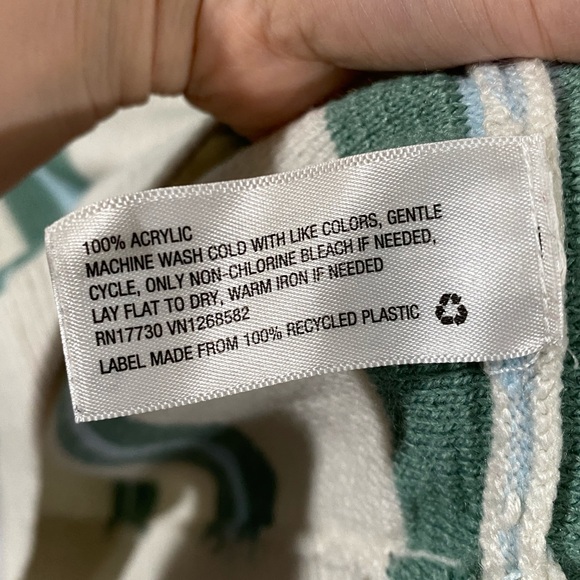 100% ACRYLIC
MACHINE WASH COLD WITH LIKE COLORS, GENTLE
CYCLE, ONLY NON-CHLORINE BLEACH IF NEEDED,
LAY FLAT TO DRY, WARM IRON IF NEEDED
RN17730 VN1268582
LABEL MADE FROM 100% RECYCLED PLASTIC